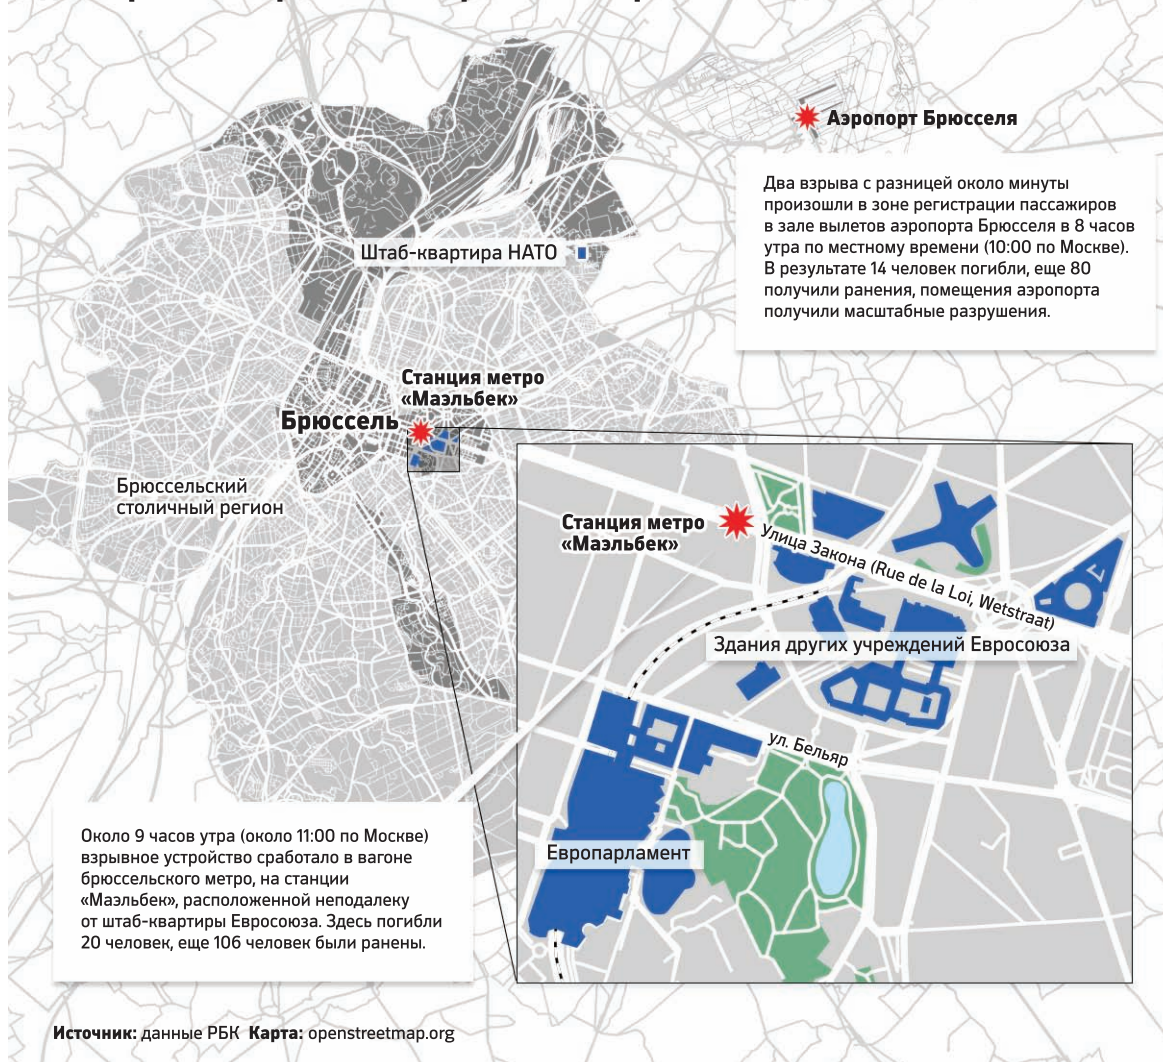 Аэропорт Брюсселя
Два взрыва с разницей около минуты
произошли в зоне регистрации пассажиров
в зале вылетов аэропорта Брюсселя в 8 часов
утра по местному времени (10:00 по Москве).
В результате 14 человек погибли, еще 80
получили ранения, помещения аэропорта
получили масштабные разрушения.
Штаб-квартира НАТО
Станция метро
«Маэльбек»
Брюссель
Брюссельский
столичный регион
Станция метро
«Маэльбек»
Улица Закона (Rue de la Loi, Wetstraat)
Здания других учреждений Евросоюза
ул. Бельяр
Европарламент
Около 9 часов утра (около 11:00 по Москве)
взрывное устройство сработало в вагоне
брюссельского метро, на станции
«Маэльбек», расположенной неподалеку
от штаб-квартиры Евросоюза. Здесь погибли
20 человек, еще 106 человек были ранены.
Источник: данные РБК Карта: openstreetmap.org